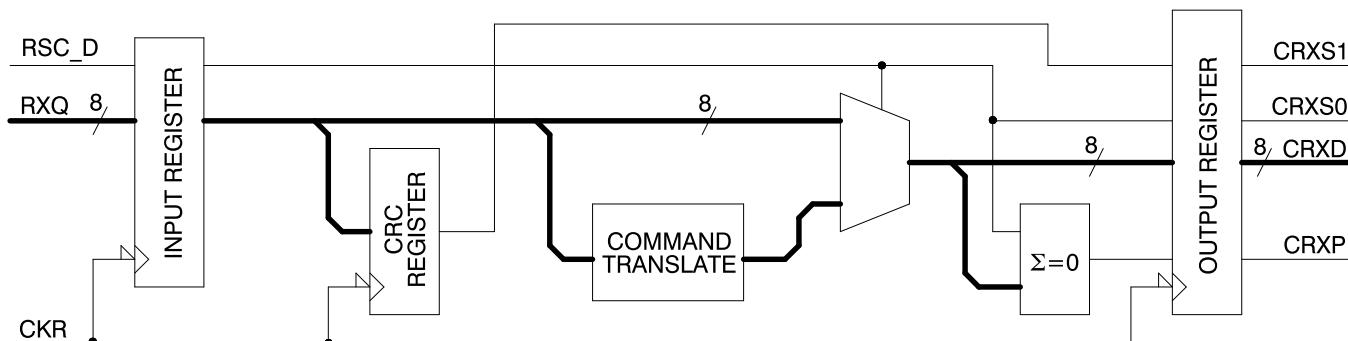 RSC_D
RXQ
8
INPUT REGISTER
CKR
CRC
REGISTER
8
COMMAND
TRANSLATE
8
Σ=0
OUTPUT REGISTER
CRXS1
CRXS0
8
CRXD
CRXP